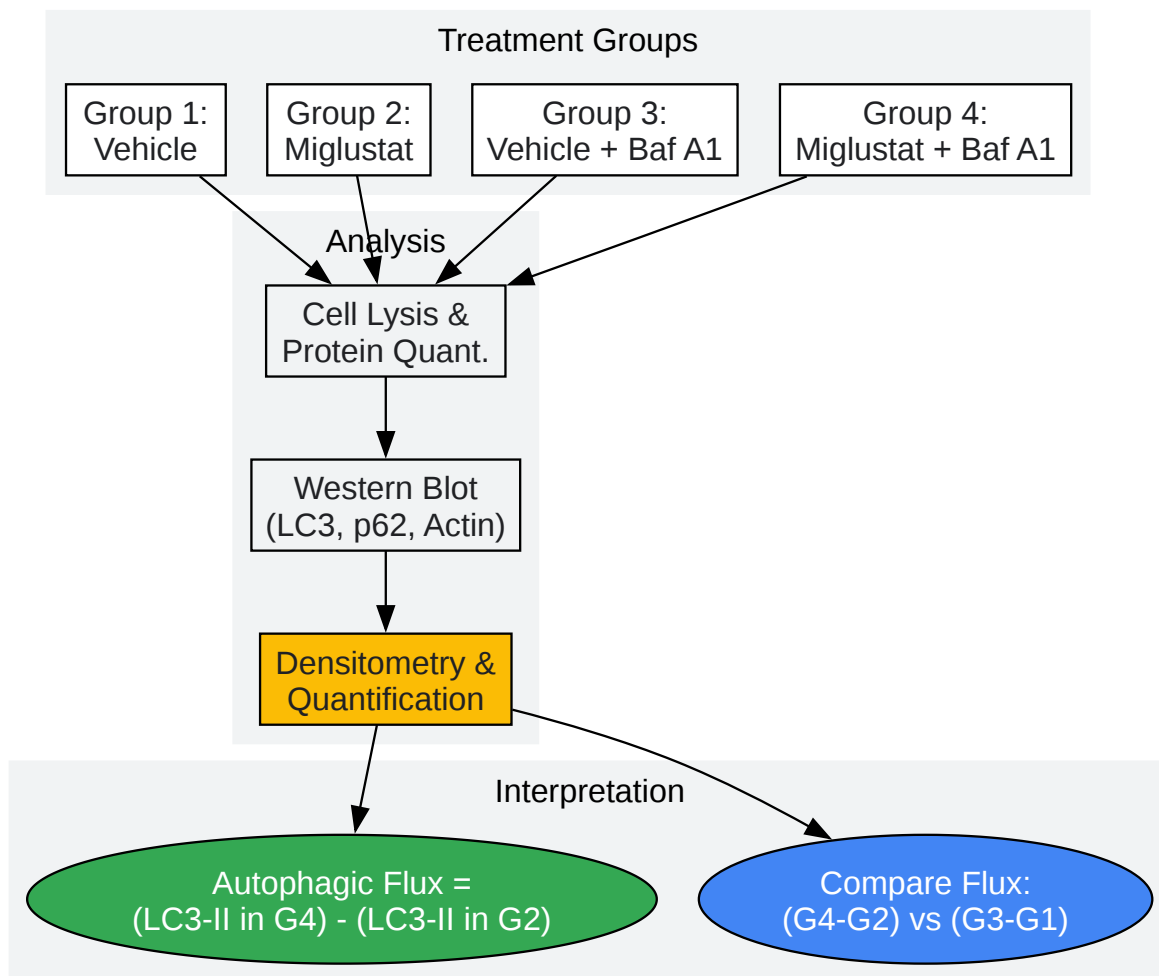 Treatment Groups
Group 1:
Vehicle
Group 2:
Miglustat
Group 3:
Vehicle + Baf A1
Group 4:
Miglustat + Baf A1
Analysis
Cell Lysis &
Protein Quant.
Western Blot
(LC3, p62, Actin)
Densitometry &
Quantification
Interpretation
Autophagic Flux =
(LC3-II in G4) - (LC3-II in G2)
Compare Flux:
(G4-G2) vs (G3-G1)